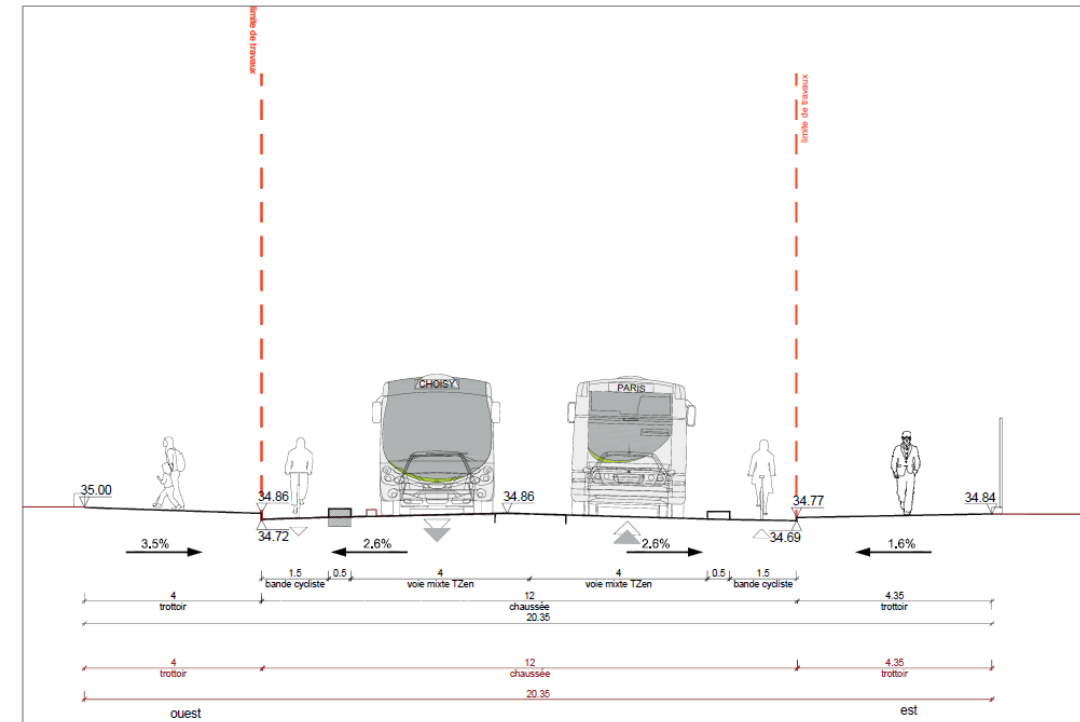 limite de travaux
limite de travaux
CHOISY
PARIS
35.00
34.86
34.86
34.77
34.84
34.72
34.69
3.5%
2.6%
2.6%
1.6%
1.5
0.5
4
4
0.5
1.5
bande cycliste
voie mixte TZen
voie mixte TZen
bande cycliste
4
12
4.35
trottoir
chaussée
trottoir
20.35
4
12
4.35
trottoir
chaussée
trottoir
20.35
ouest
est